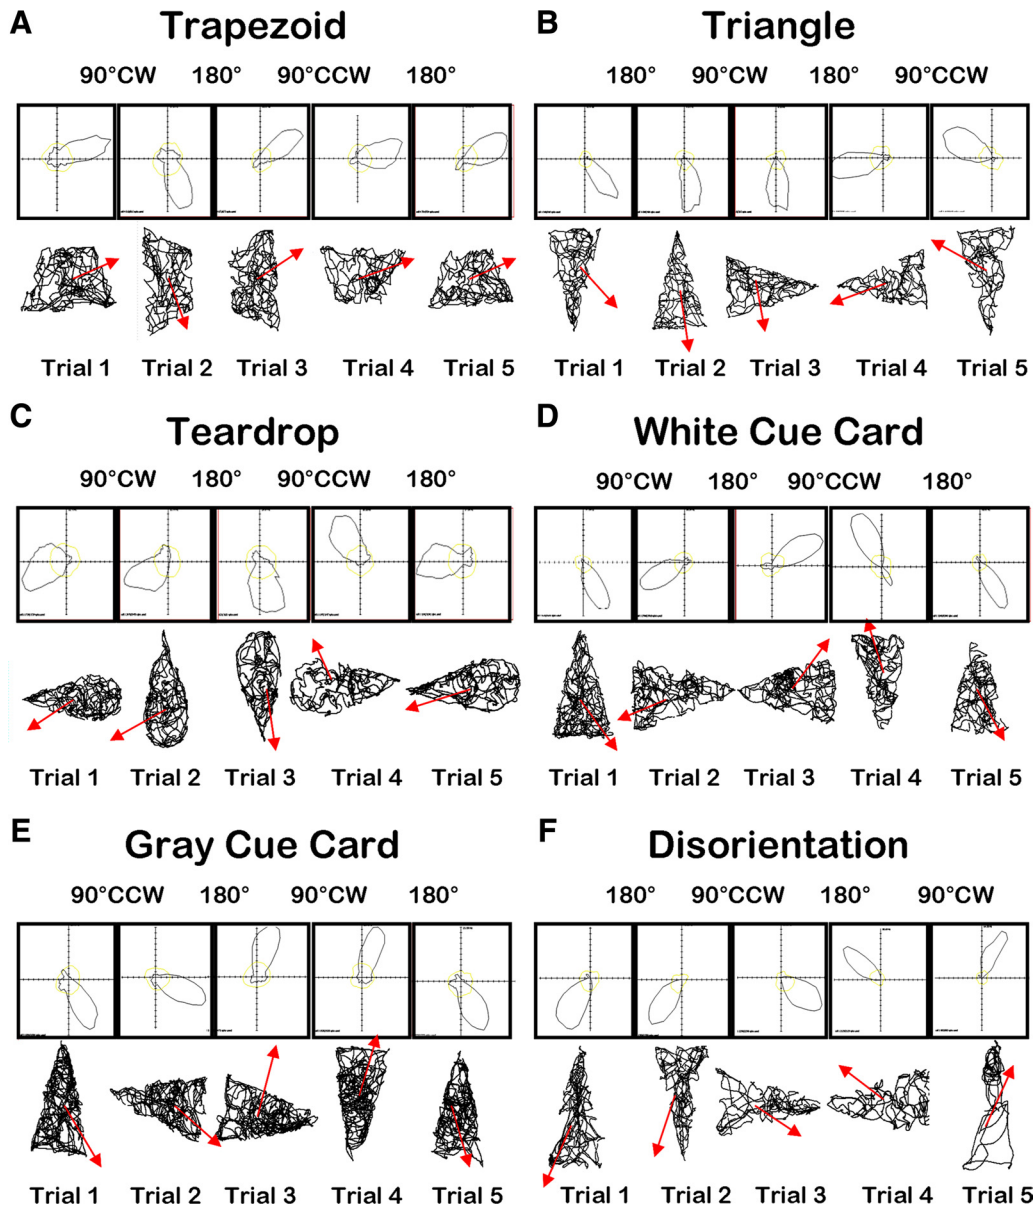 A Trapezoid
90°CW 180° 90°CCW 180°
Trial 1 Trial 2 Trial 3 Trial 4 Trial 5
B Triangle
180° 90°CW 180° 90°CCW
Trial 1 Trial 2 Trial 3 Trial 4 Trial 5
C Teardrop
90°CW 180° 90°CCW 180°
Trial 1 Trial 2 Trial 3 Trial 4 Trial 5
D White Cue Card
90°CW 180° 90°CCW 180°
Trial 1 Trial 2 Trial 3 Trial 4 Trial 5
E Gray Cue Card
90°CCW 180° 90°CCW 180°
Trial 1 Trial 2 Trial 3 Trial 4 Trial 5
F Disorientation
180° 90°CCW 180° 90°CW
Trial 1 Trial 2 Trial 3 Trial 4 Trial 5